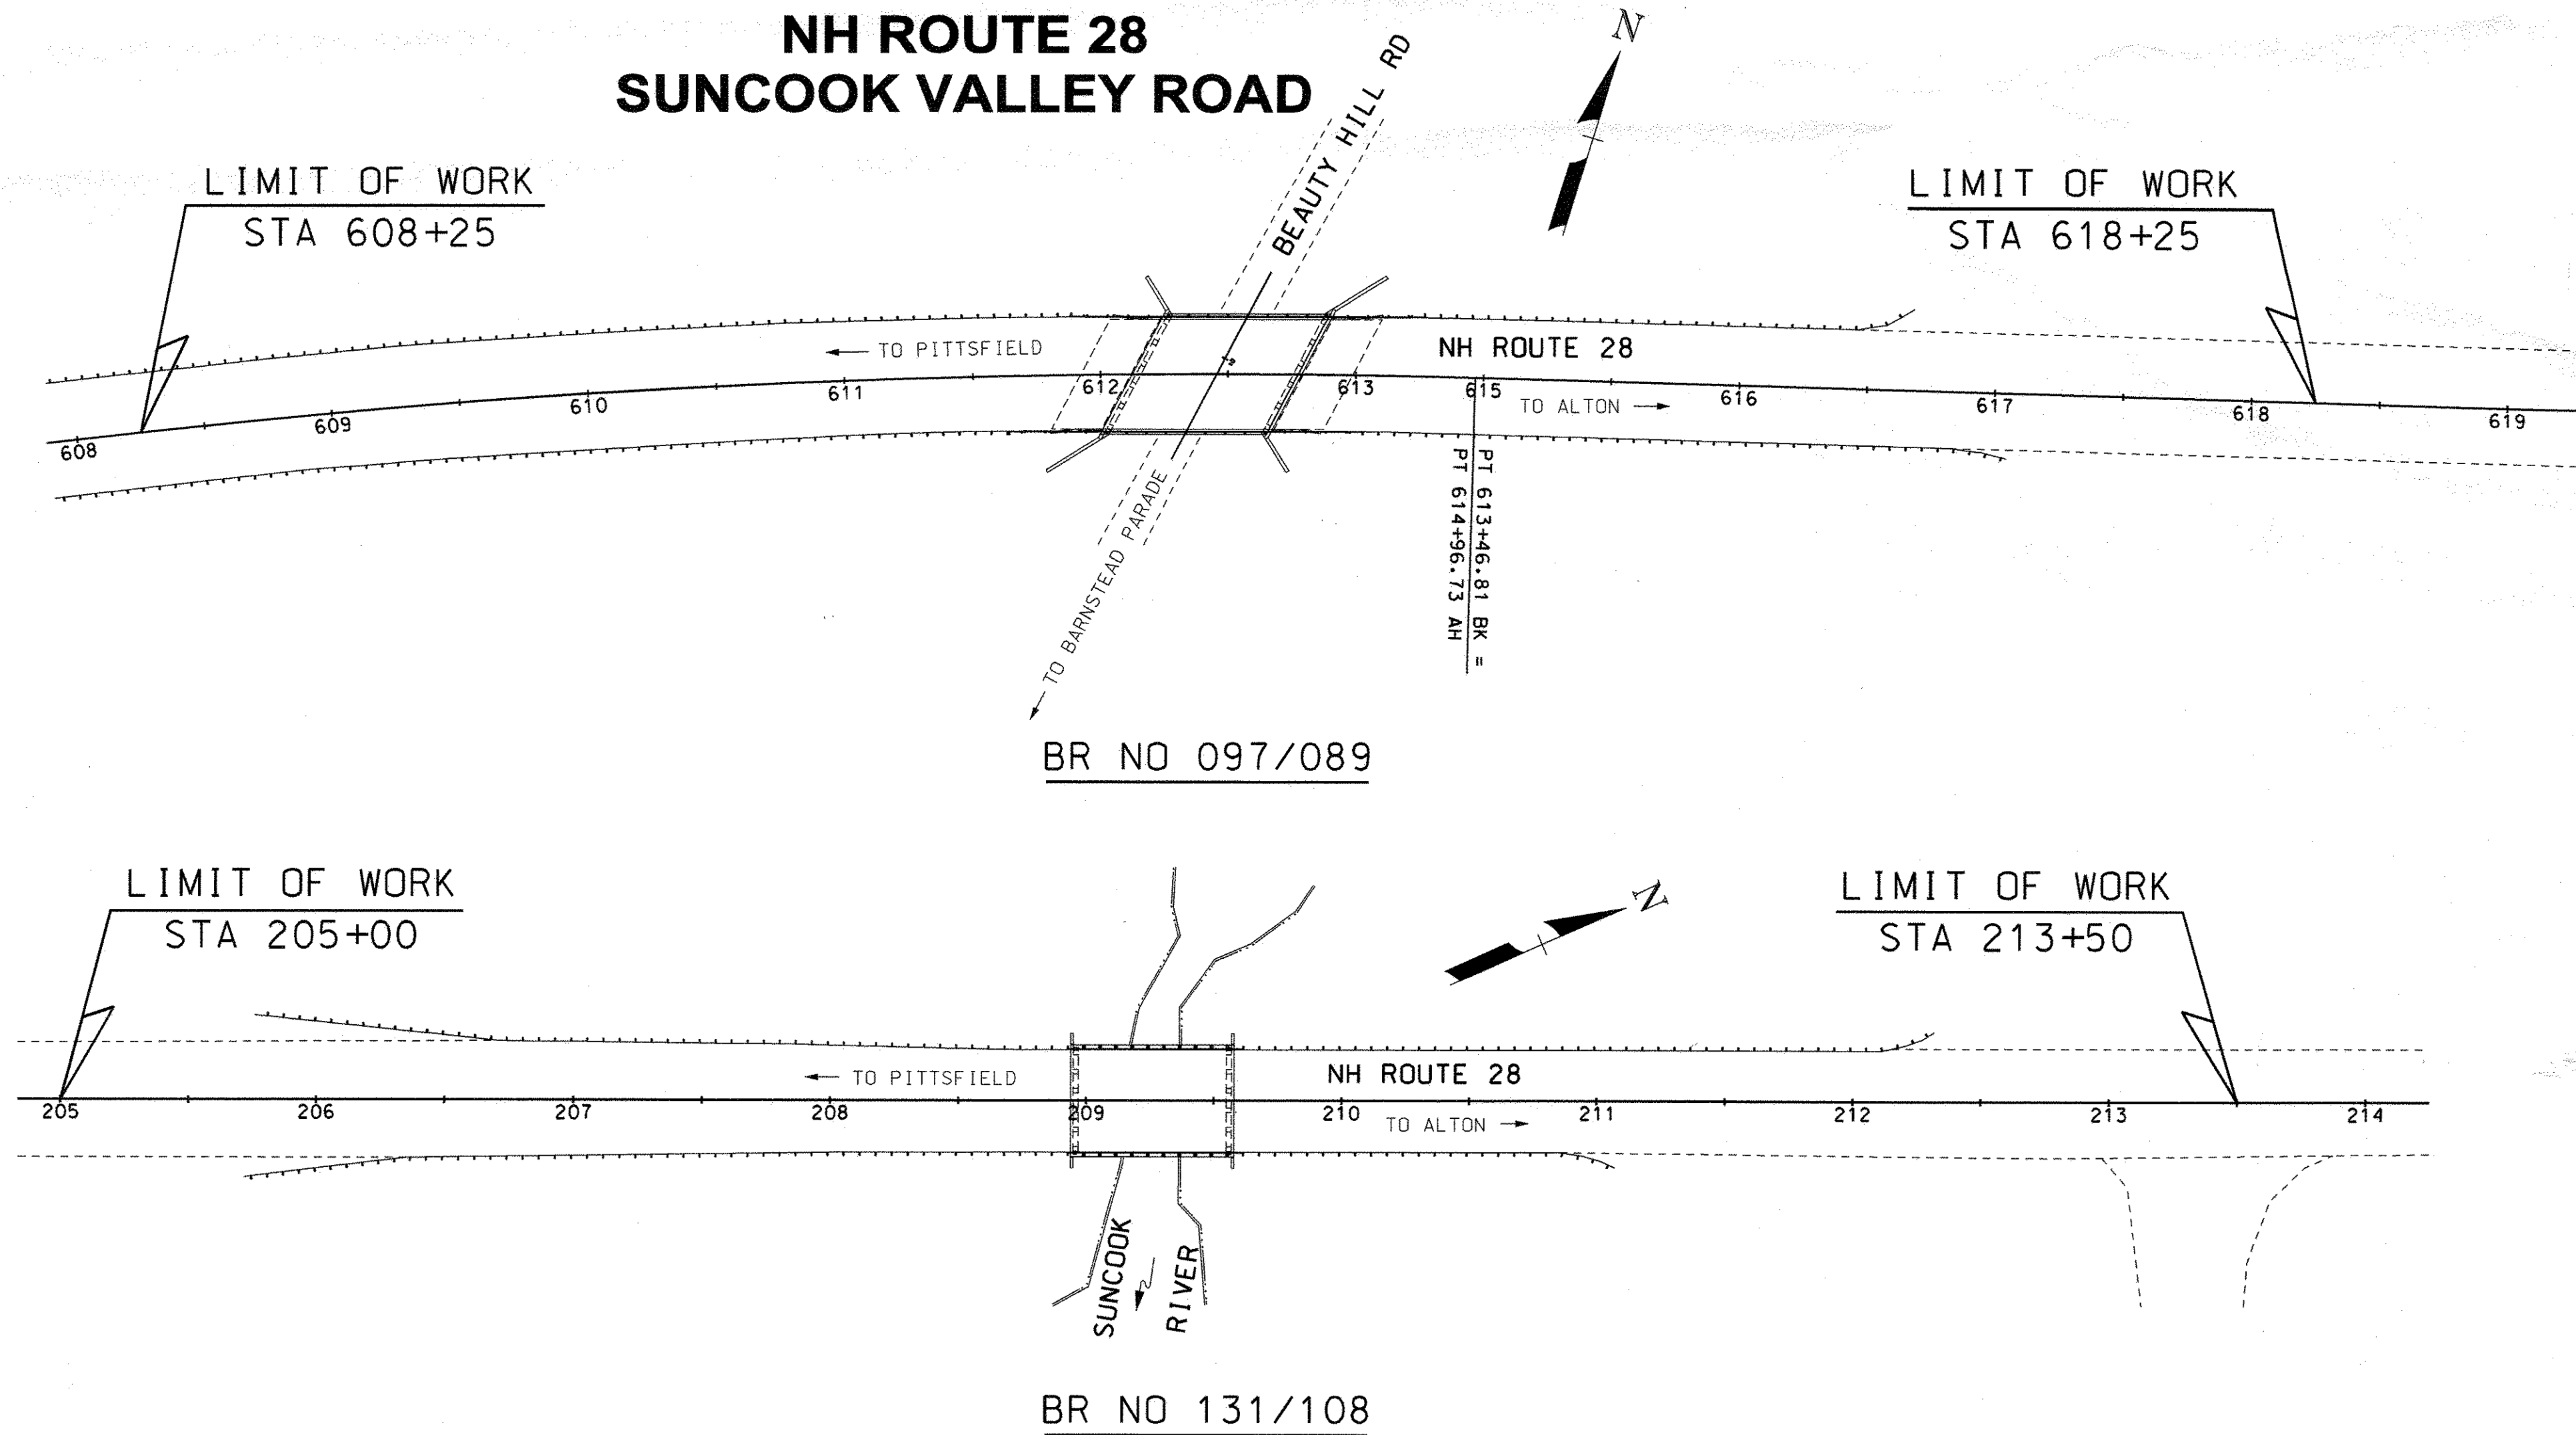 NH ROUTE 28
SUNCOOK VALLEY ROAD
N
BEAUTY HILL RD
LIMIT OF WORK
STA 608+25
LIMIT OF WORK
STA 618+25
TO PITTSFIELD
NH ROUTE 28
TO ALTON
608
609
610
611
612
613
615
616
617
618
619
PT 613+46.81 BK =
PT 614+96.73 AH
TO BARNSTEAD PARADE
BR NO 097/089
LIMIT OF WORK
STA 205+00
N
LIMIT OF WORK
STA 213+50
TO PITTSFIELD
NH ROUTE 28
205
206
207
208
209
210
211
212
213
214
TO ALTON
SUNCOOK
RIVER
BR NO 131/108